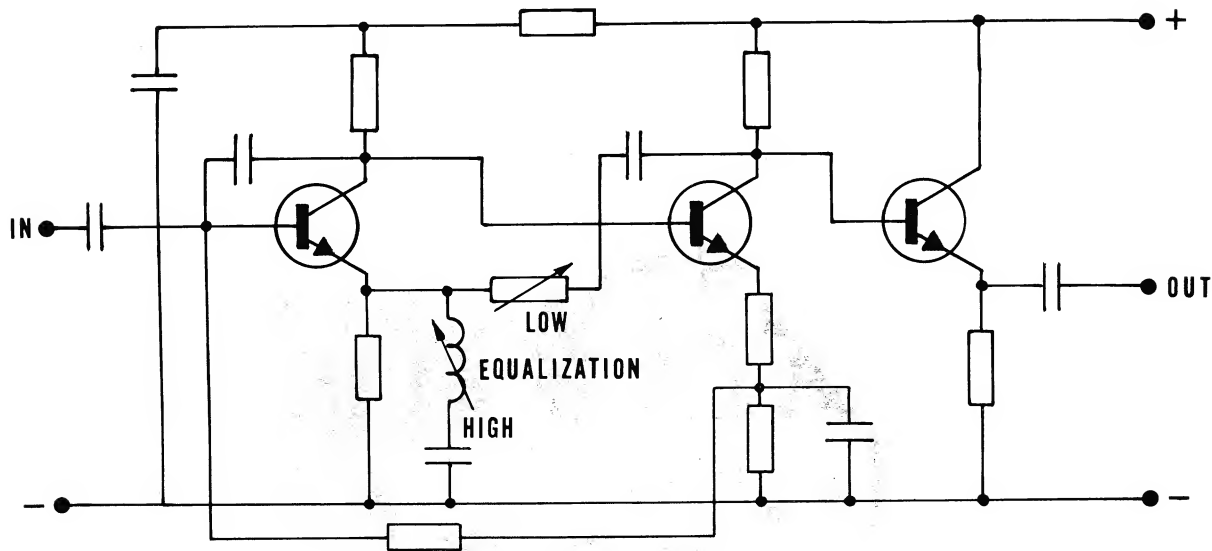 +
IN
OUT
LOW
EQUALIZATION
HIGH
-
-